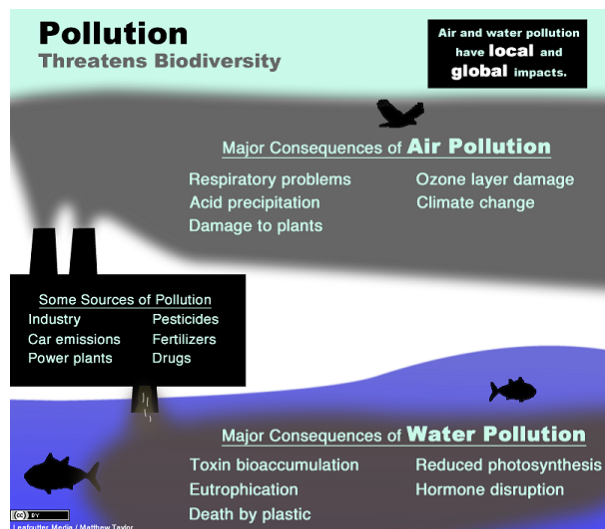 Pollution
Threatens Biodiversity
Air and water pollution
have local and
global impacts.
Major Consequences of Air Pollution
Respiratory problems
Acid precipitation
Damage to plants
Ozone layer damage
Climate change
Some Sources of Pollution
Industry
Car emissions
Power plants
Pesticides
Fertilizers
Drugs
Major Consequences of Water Pollution
Toxin bioaccumulation
Eutrophication
Death by plastic
Reduced photosynthesis
Hormone disruption
cc BY
Leafcutter Media / Matthew Taylor